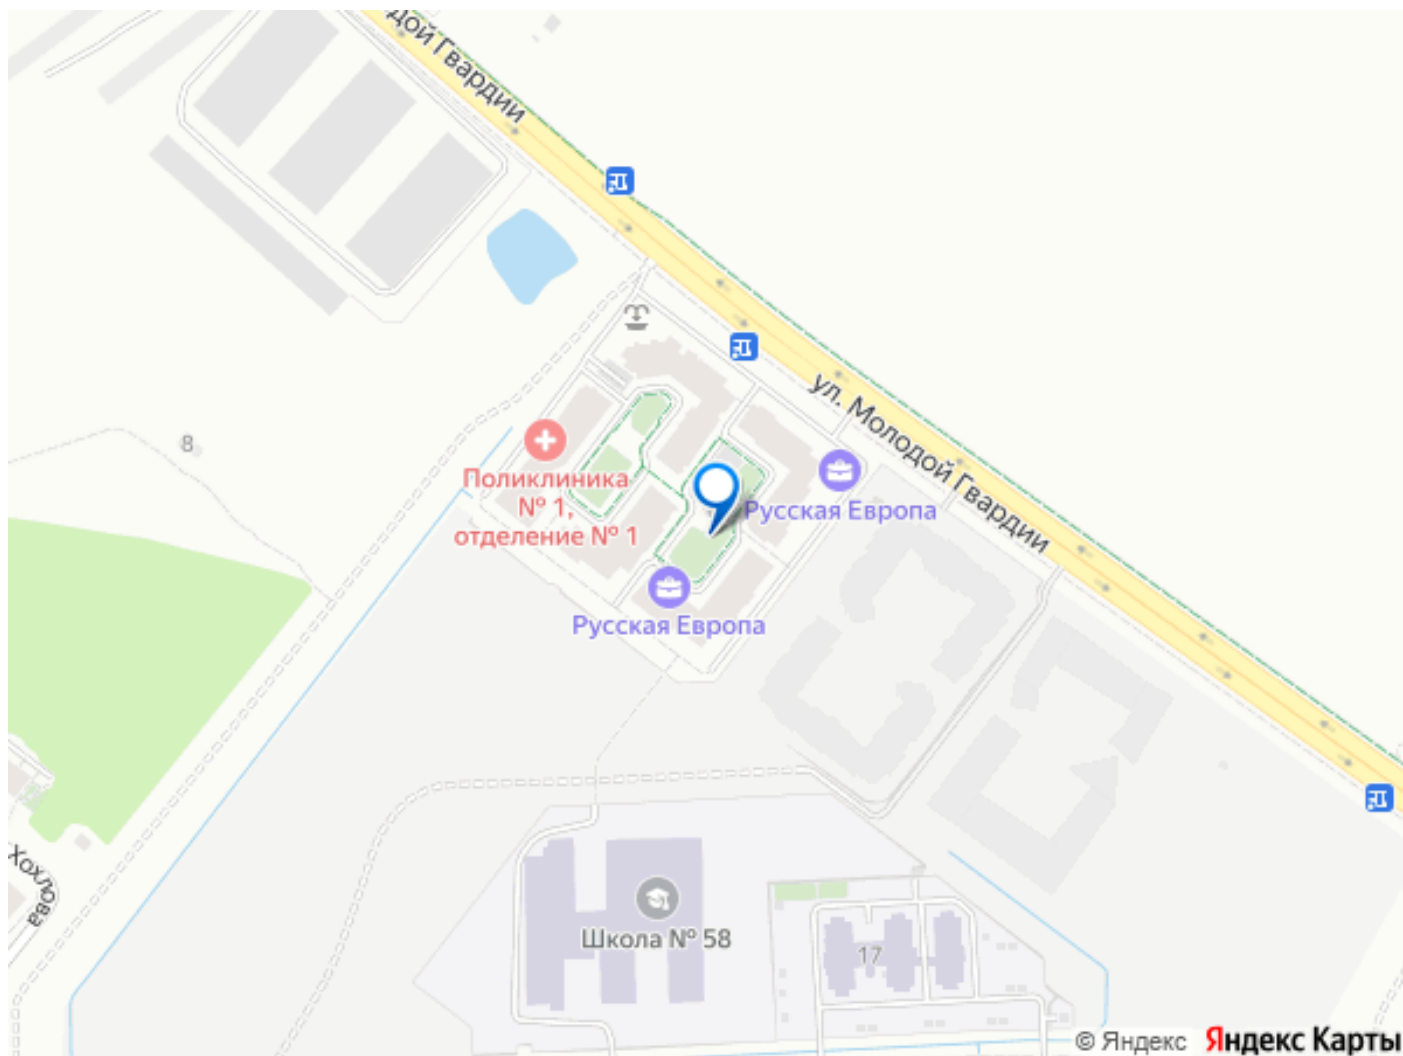 дой Гвардии
ул. Молодой Гвардии
8
Поликлиника
№ 1,
отделение № 1
Русская Европа
Русская Европа
Хохлова
Школа № 58
17
© Яндекс Яндекс Карты